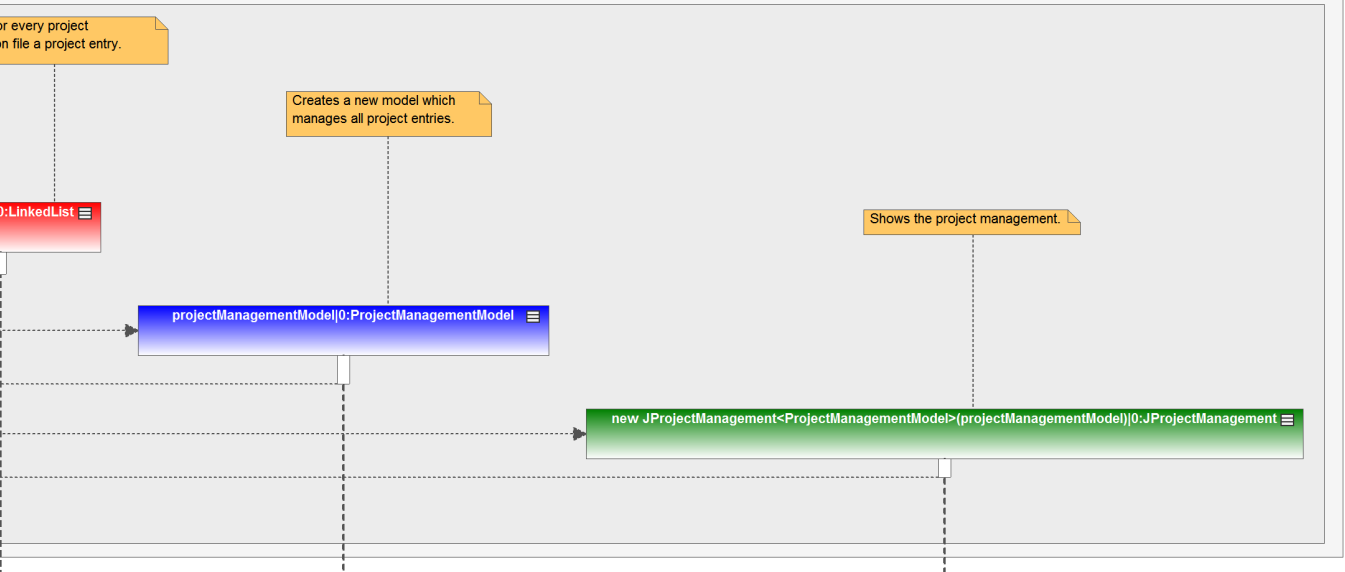 or every project
on file a project entry.
Creates a new model which
manages all project entries.
0:LinkedList
Shows the project management.
projectManagementModel|0:ProjectManagementModel
new JProjectManagement<ProjectManagementModel>(projectManagementModel)|0:JProjectManagement